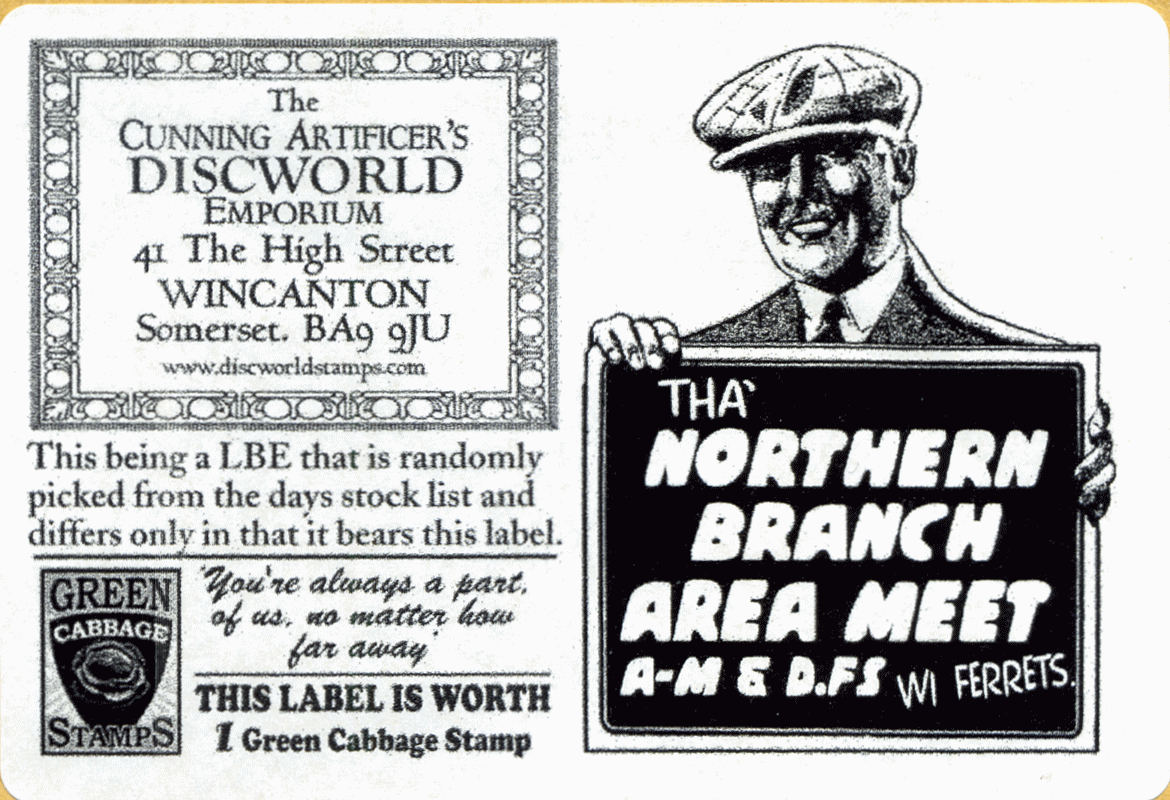 The
CUNNING ARTIFICER'S
DISCWORLD
EMPORIUM
41 The High Street
WINCANTON
Somerset. BA9 9JU
www.discworldstamps.com
This being a LBE that is randomly
picked from the days stock list and
differs only in that it bears this label.
GREEN
CABBAGE
STAMPS
'You're always a part,
of us, no matter how
far away'
THIS LABEL IS WORTH
1 Green Cabbage Stamp
THA'
NORTHERN
BRANCH
AREA MEET
A-M & D.FS WI FERRETS.